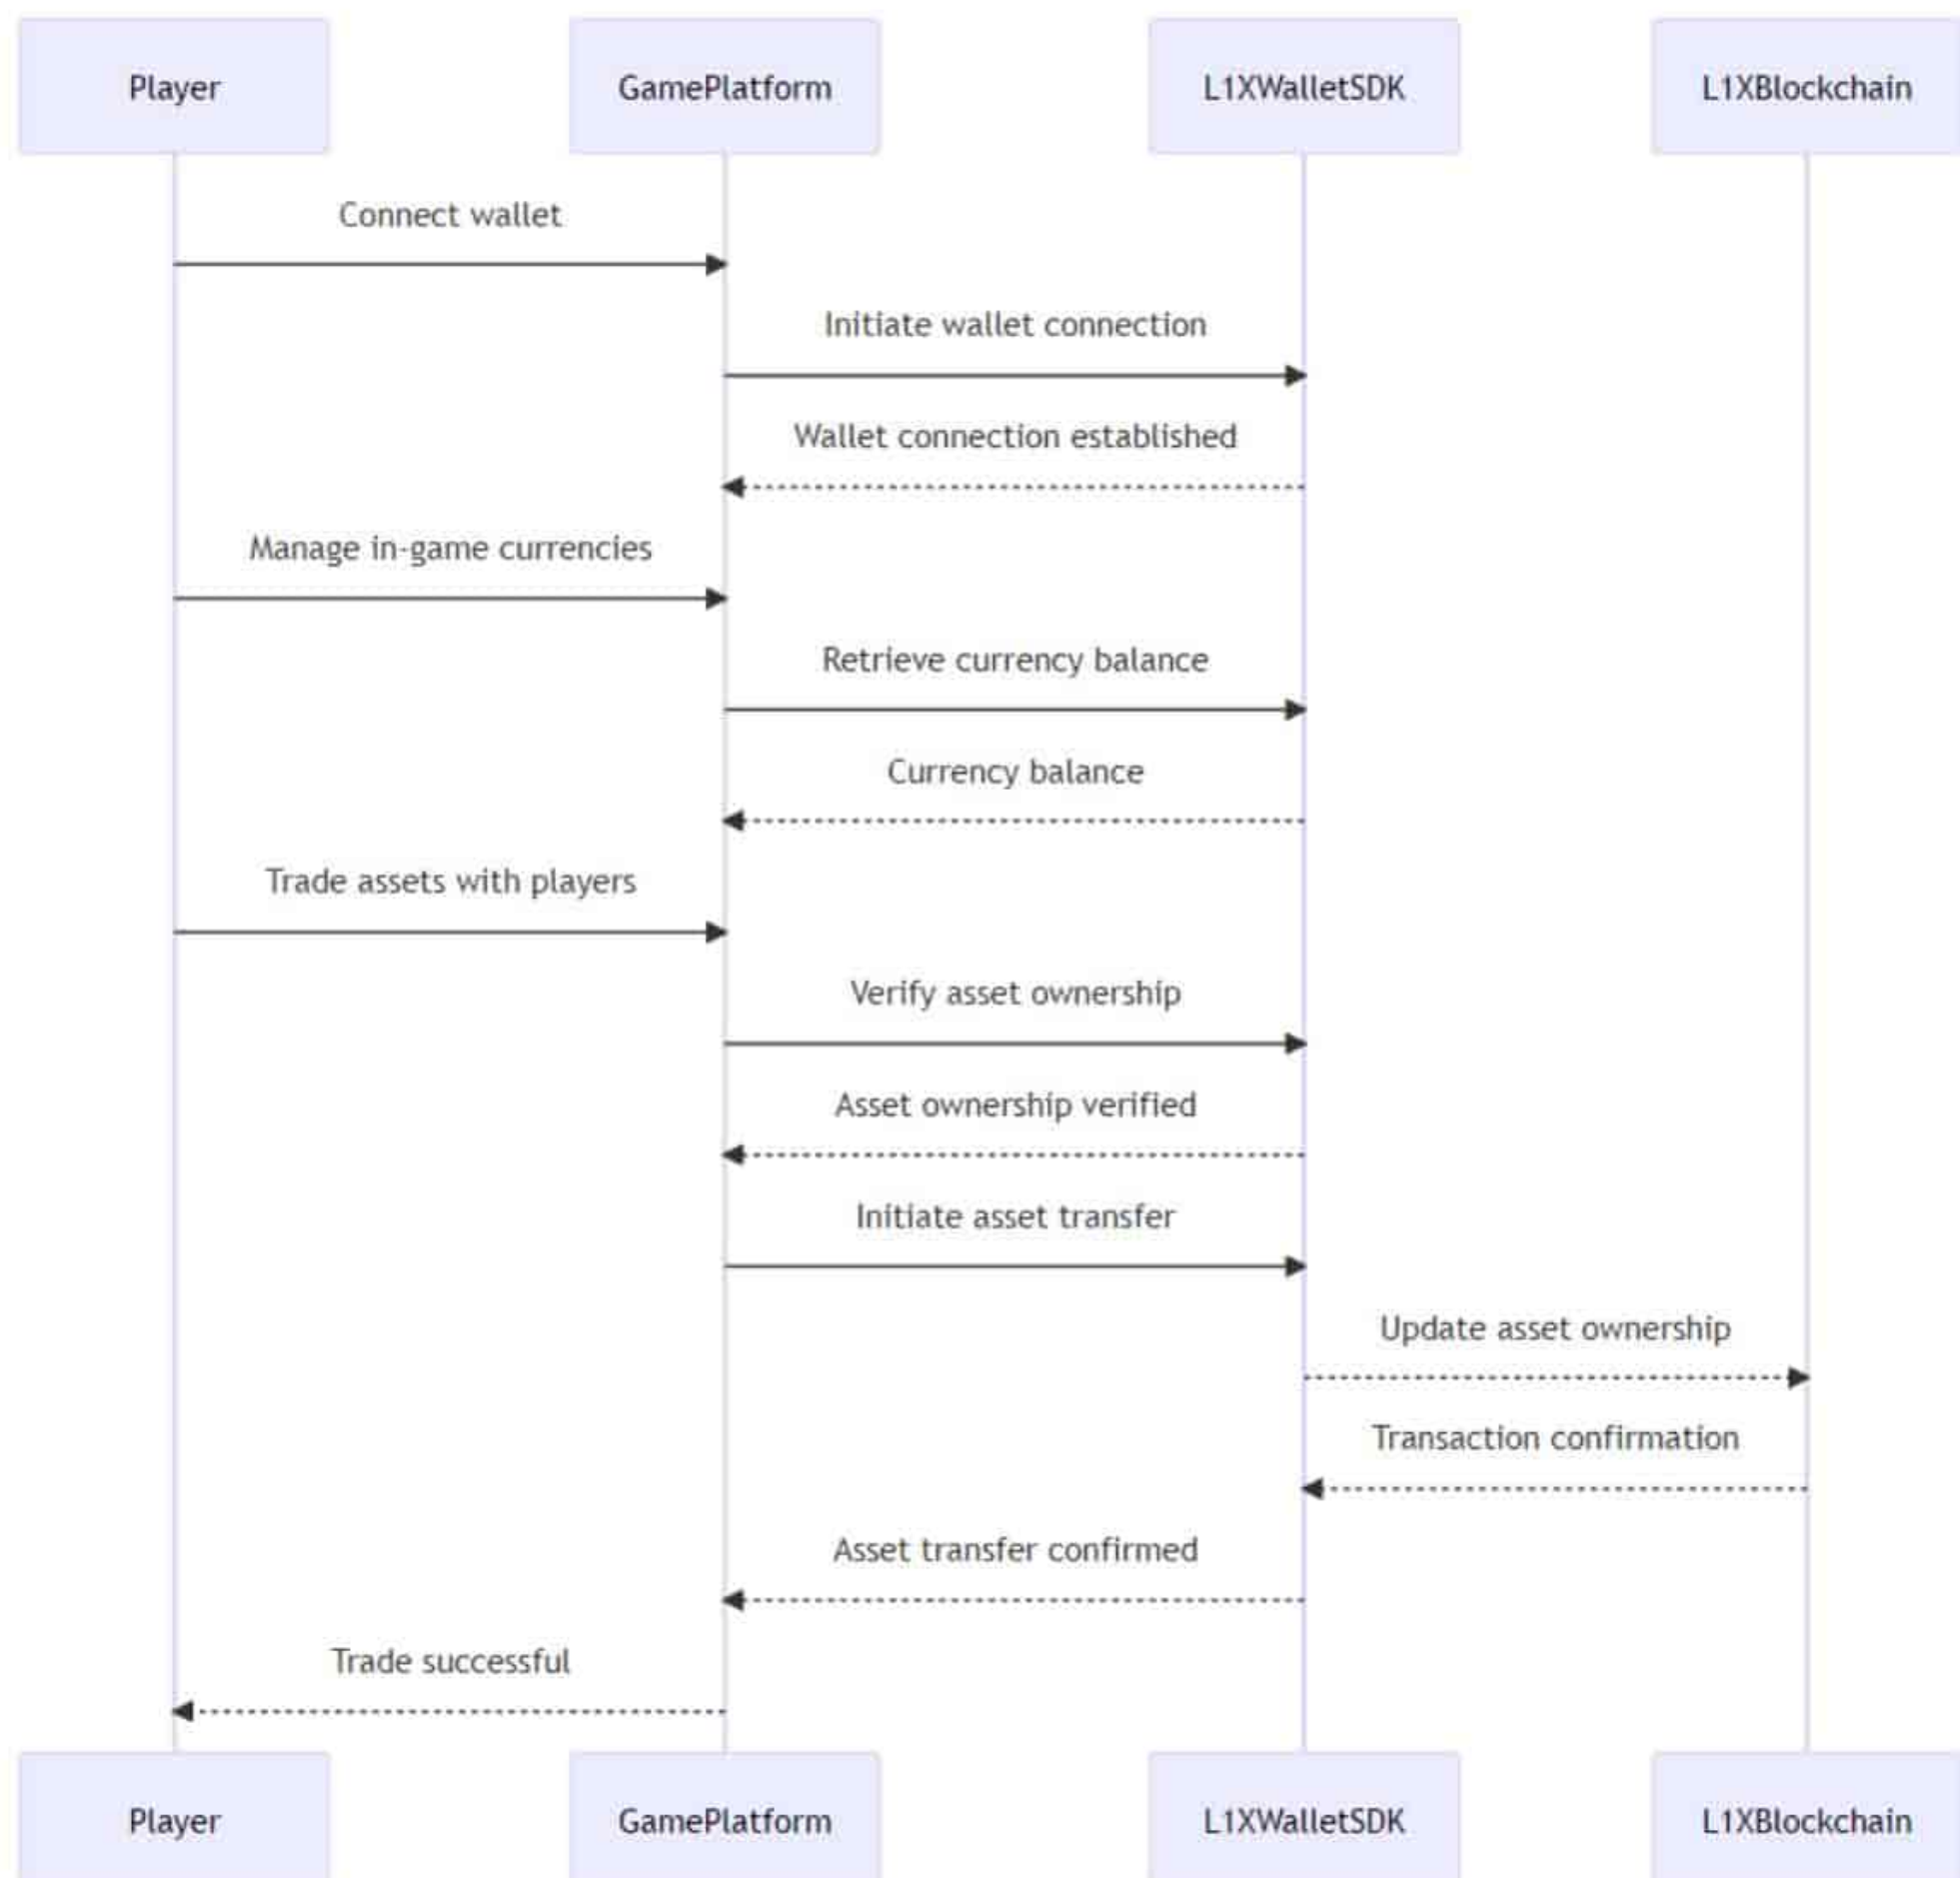 Player
GamePlatform
L1XWalletSDK
L1XBlockchain
Connect wallet
Initiate wallet connection
Wallet connection established
Manage in-game currencies
Retrieve currency balance
Currency balance
Trade assets with players
Verify asset ownership
Asset ownership verified
Initiate asset transfer
Update asset ownership
Transaction confirmation
Asset transfer confirmed
Trade successful
Player
GamePlatform
L1XWalletSDK
L1XBlockchain